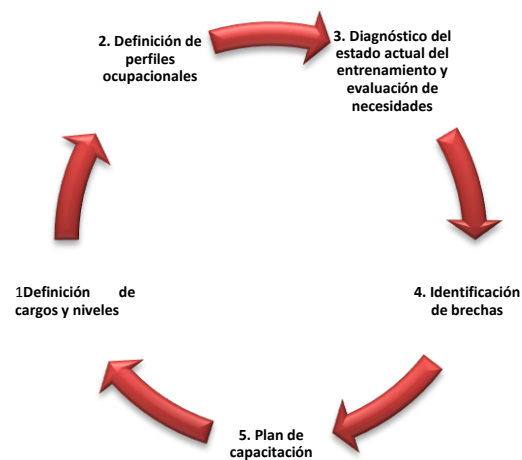 2. Definición de
perfiles
ocupacionales
3. Diagnóstico del
estado actual del
entrenamiento y
evaluación de
necesidades
1Definición de
cargos y niveles
4. Identificación
de brechas
5. Plan de
capacitación